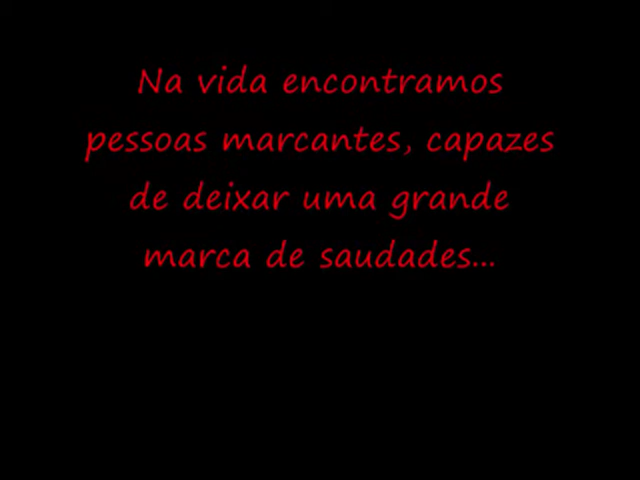 Na vida encontramos
pessoas marcantes, capazes
de deixar uma grande
marca de saudades...